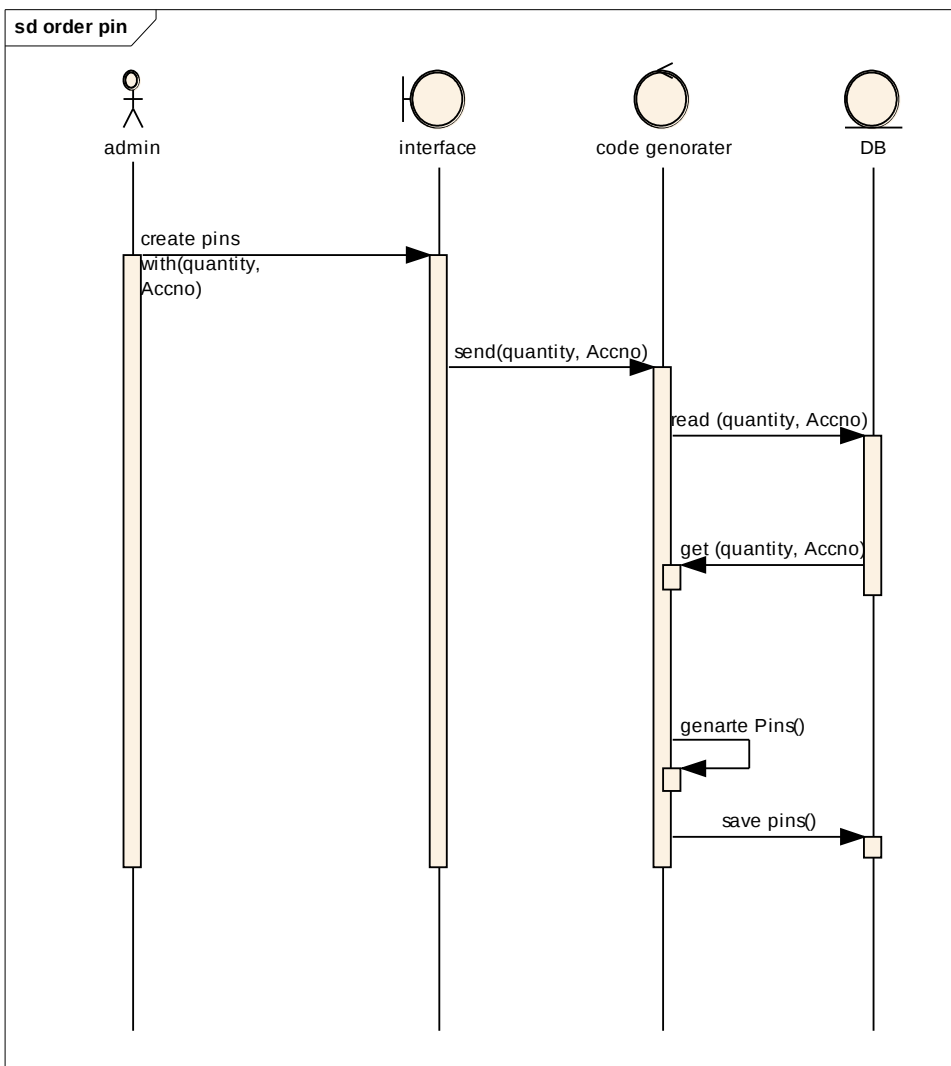 sd order pin
admin
interface
code genorater
DB
create pins
with(quantity,
Accno)
send(quantity, Accno)
read (quantity, Accno)
get (quantity, Accno)
genarte Pins()
save pins()